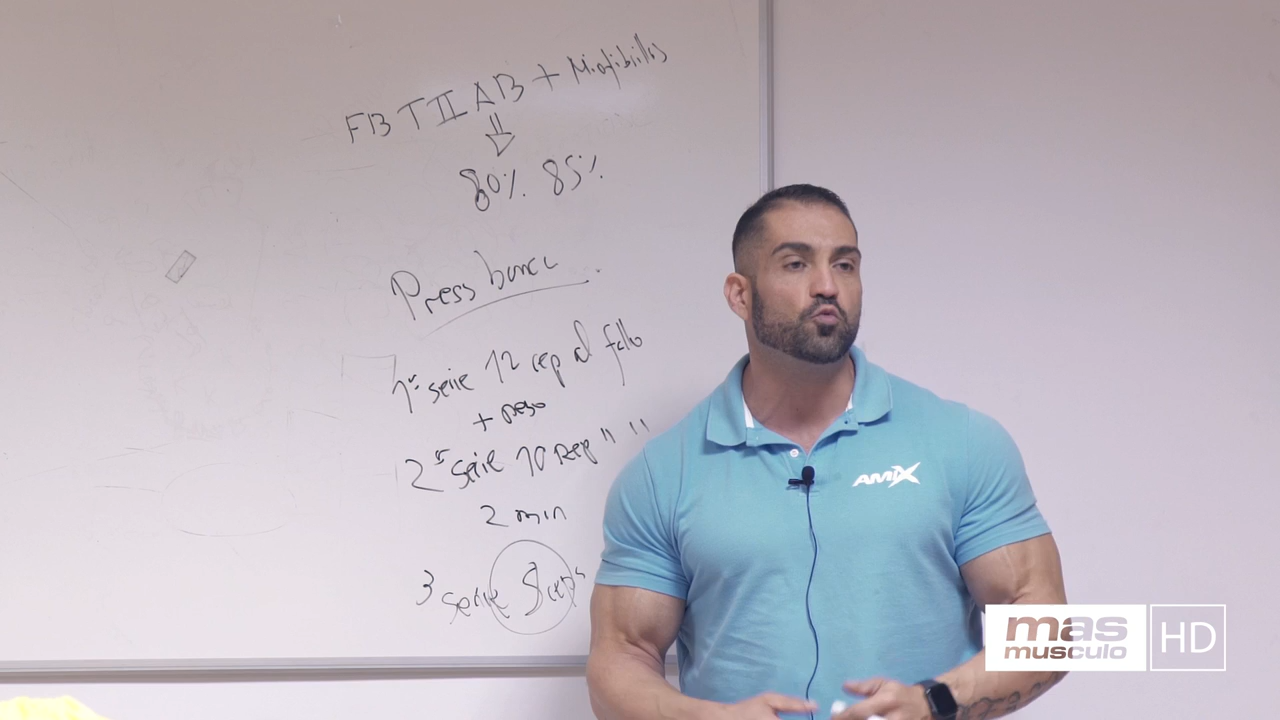 FB TII AB + Miofibrillas
80% 85%
Press banca
1ª serie 12 rep al fallo
+ peso
2ª serie 10 rep " "
2 min
3 serie 8 reps
AMIX
mas
musculo
HD